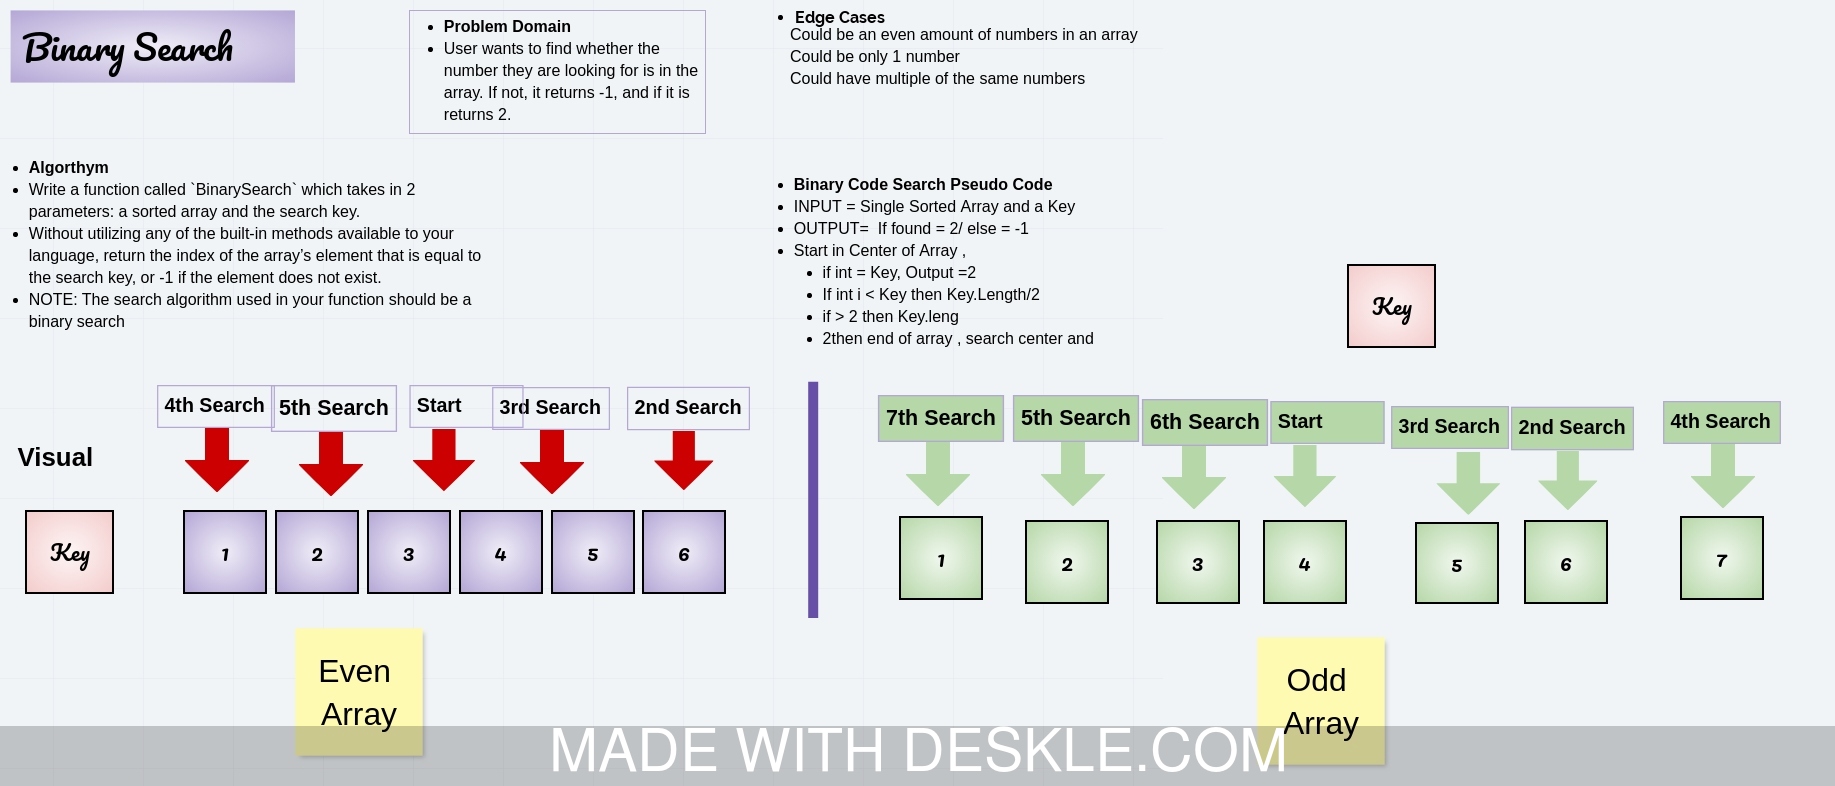 Binary Search
Problem Domain
User wants to find whether the
number they are looking for is in the
array. If not, it returns -1, and if it is
returns 2.
Edge Cases
Could be an even amount of numbers in an array
Could be only 1 number
Could have multiple of the same numbers
Algorthym
Write a function called `BinarySearch` which takes in 2
parameters: a sorted array and the search key.
Without utilizing any of the built-in methods available to your
language, return the index of the array's element that is equal to
the search key, or -1 if the element does not exist.
NOTE: The search algorithm used in your function should be a
binary search
Binary Code Search Pseudo Code
INPUT = Single Sorted Array and a Key
OUTPUT=  If found = 2/ else = -1
Start in Center of Array ,
if int = Key, Output =2
If int i < Key then Key.Length/2
if > 2 then Key.leng
2then end of array , search center and
Key
4th Search
5th Search
Start
3rd Search
2nd Search
Visual
Key
1
2
3
4
5
6
Even
Array
7th Search
5th Search
6th Search
Start
3rd Search
2nd Search
4th Search
1
2
3
4
5
6
7
Odd
Array
MADE WITH DESKLE.COM